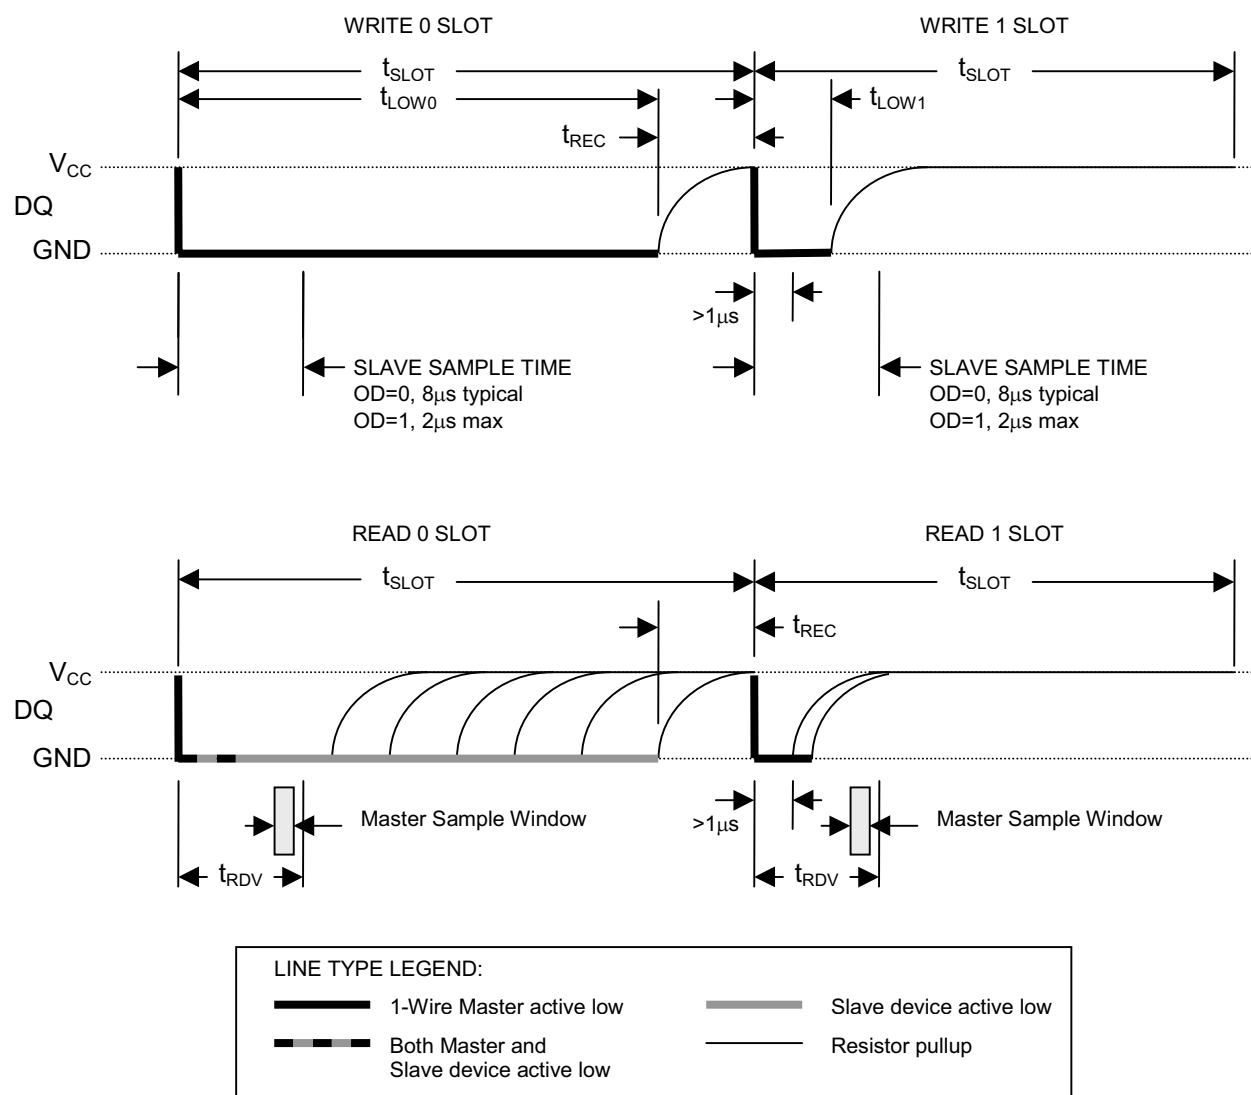 WRITE 0 SLOT
WRITE 1 SLOT
tSLOT
tSLOT
tLOW0
tLOW1
tREC
VCC
DQ
GND
>1μs
SLAVE SAMPLE TIME
OD=0, 8μs typical
OD=1, 2μs max
SLAVE SAMPLE TIME
OD=0, 8μs typical
OD=1, 2μs max
READ 0 SLOT
READ 1 SLOT
tSLOT
tSLOT
tREC
VCC
DQ
GND
Master Sample Window
>1μs
Master Sample Window
tRDV
tRDV
LINE TYPE LEGEND:
1-Wire Master active low
Slave device active low
Both Master and
Slave device active low
Resistor pullup